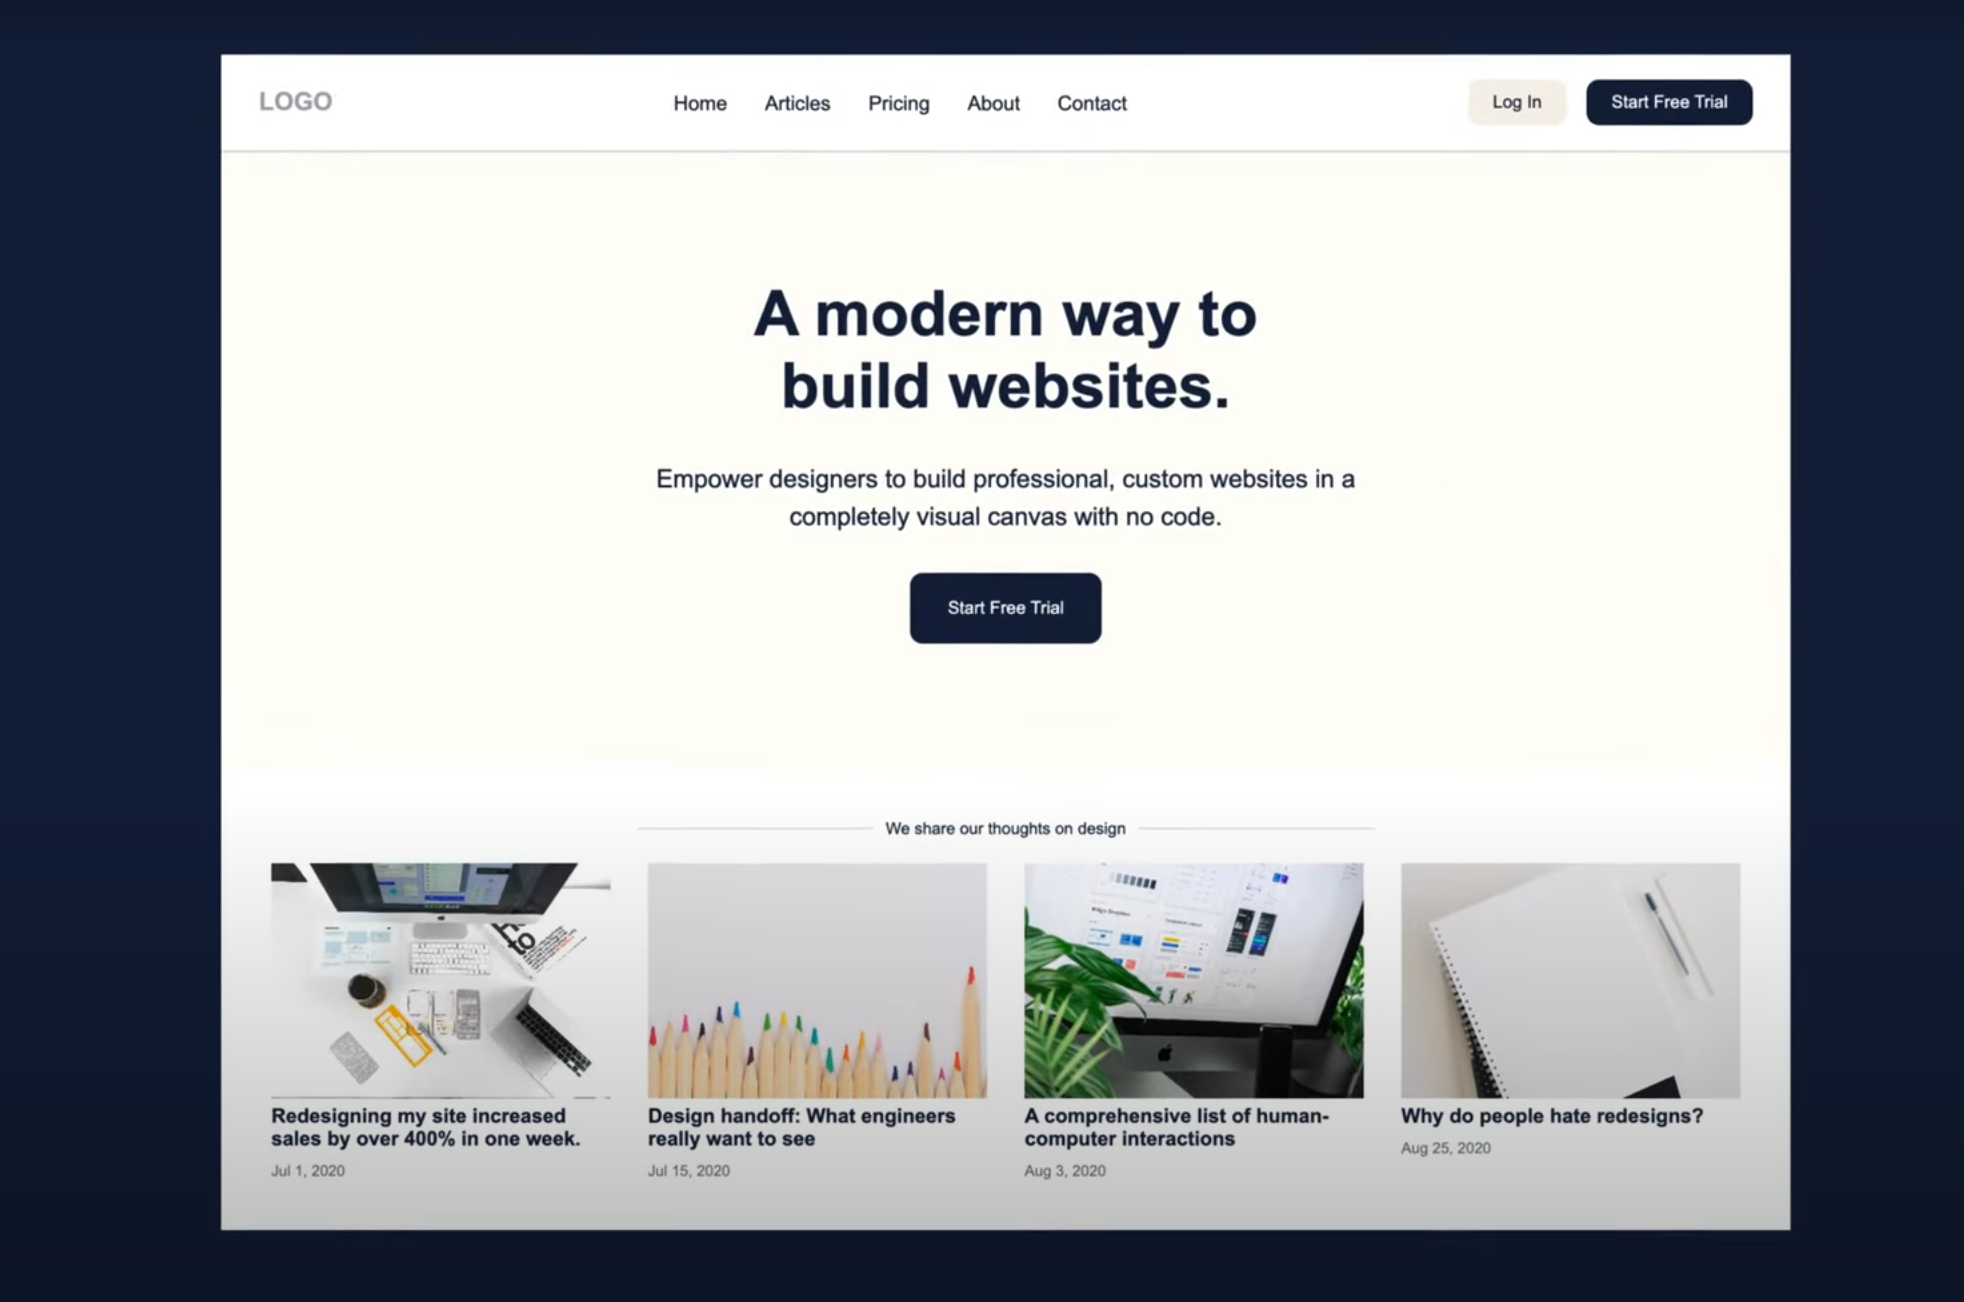 LOGO
Home Articles Pricing About Contact
Log In
Start Free Trial
A modern way to
build websites.
Empower designers to build professional, custom websites in a
completely visual canvas with no code.
Start Free Trial
We share our thoughts on design
Redesigning my site increased
sales by over 400% in one week.
Jul 1, 2020
Design handoff: What engineers
really want to see
Jul 15, 2020
A comprehensive list of human-
computer interactions
Aug 3, 2020
Why do people hate redesigns?
Aug 25, 2020